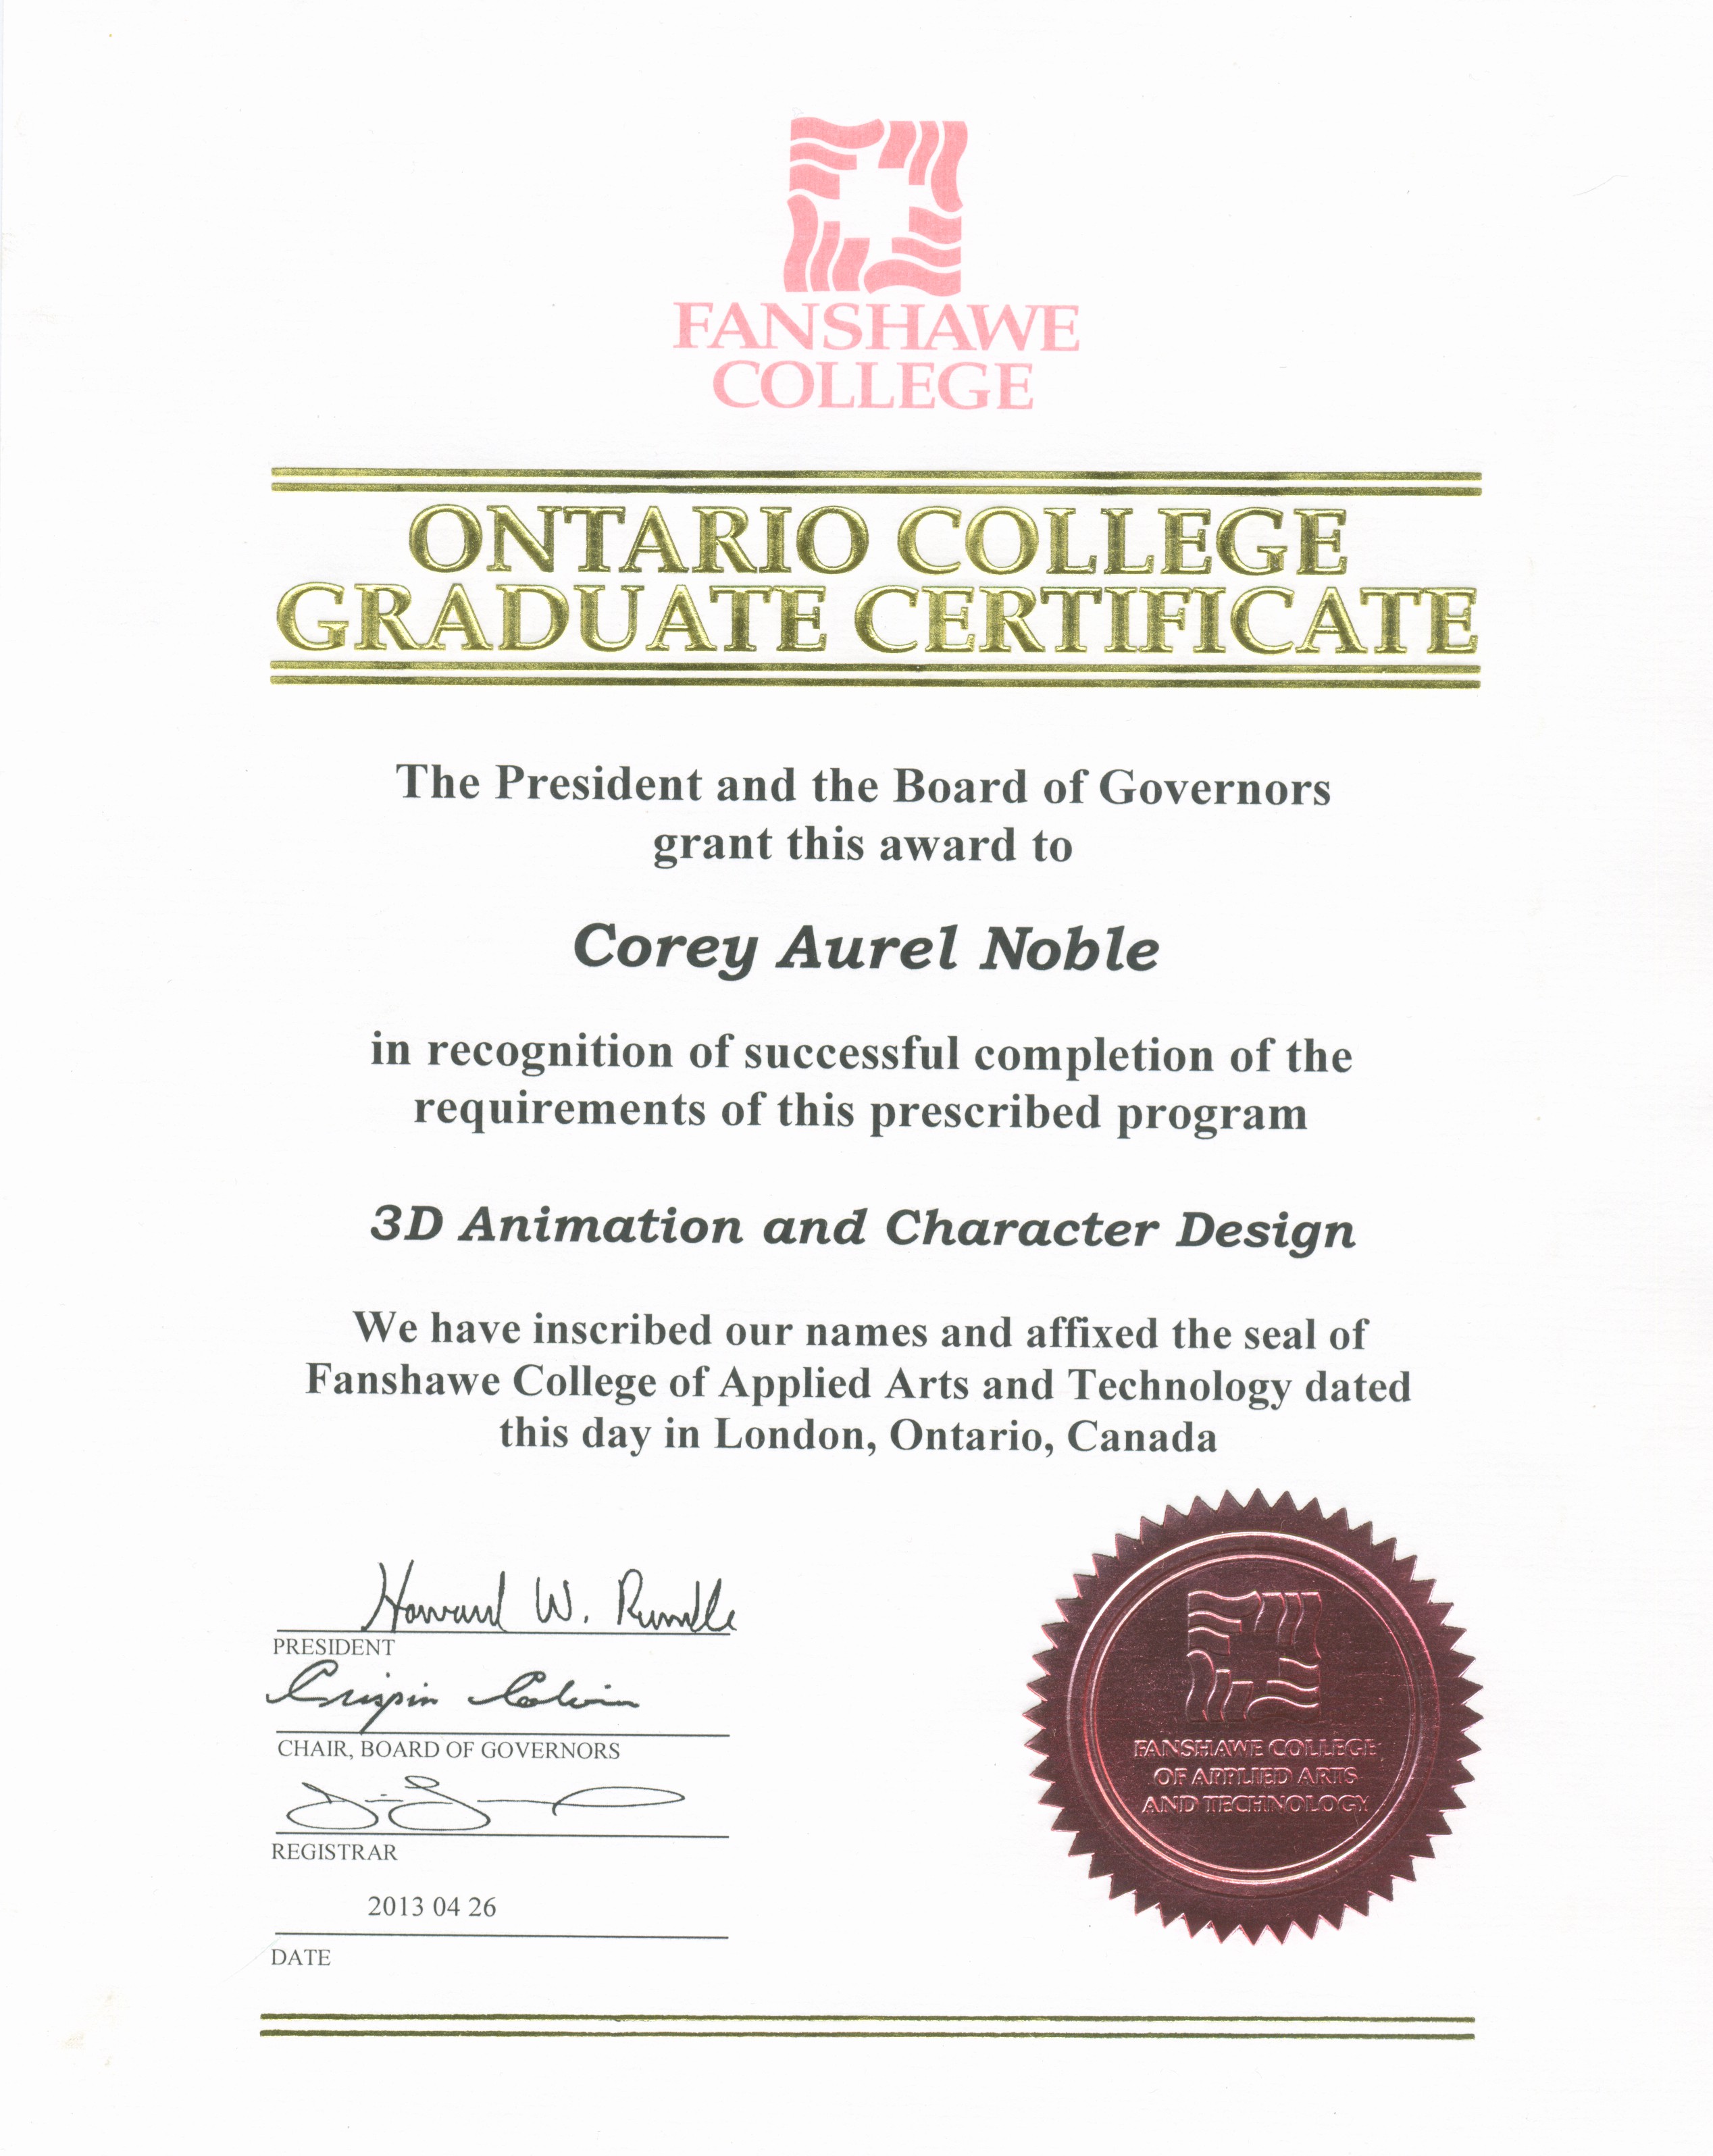 FANSHAWE
COLLEGE
ONTARIO COLLEGE
GRADUATE CERTIFICATE
The President and the Board of Governors
grant this award to
Corey Aurel Noble
in recognition of successful completion of the
requirements of this prescribed program
3D Animation and Character Design
We have inscribed our names and affixed the seal of
Fanshawe College of Applied Arts and Technology dated
this day in London, Ontario, Canada
Howard W. Rundle
PRESIDENT
Crispin Colvin
CHAIR, BOARD OF GOVERNORS
REGISTRAR
2013 04 26
DATE
FANSHAWE COLLEGE
OF APPLIED ARTS
AND TECHNOLOGY